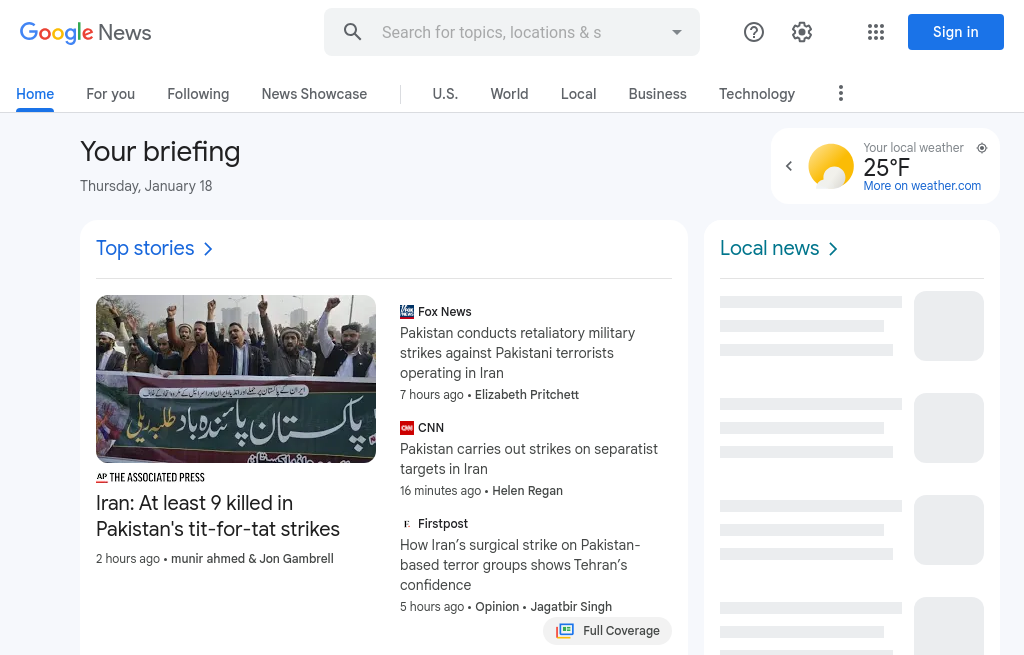 Google News
Search for topics, locations & s
Sign in
Home
For you
Following
News Showcase
U.S.
World
Local
Business
Technology
Your briefing
Thursday, January 18
Your local weather
25°F
More on weather.com
Top stories
پاکستان پائندہ باد طلبہ ریلی
AP THE ASSOCIATED PRESS
Iran: At least 9 killed in
Pakistan's tit-for-tat strikes
2 hours ago • munir ahmed & Jon Gambrell
Fox News
Pakistan conducts retaliatory military
strikes against Pakistani terrorists
operating in Iran
7 hours ago • Elizabeth Pritchett
CNN
Pakistan carries out strikes on separatist
targets in Iran
16 minutes ago • Helen Regan
Firstpost
How Iran’s surgical strike on Pakistan-
based terror groups shows Tehran’s
confidence
5 hours ago • Opinion • Jagatbir Singh
Full Coverage
Local news